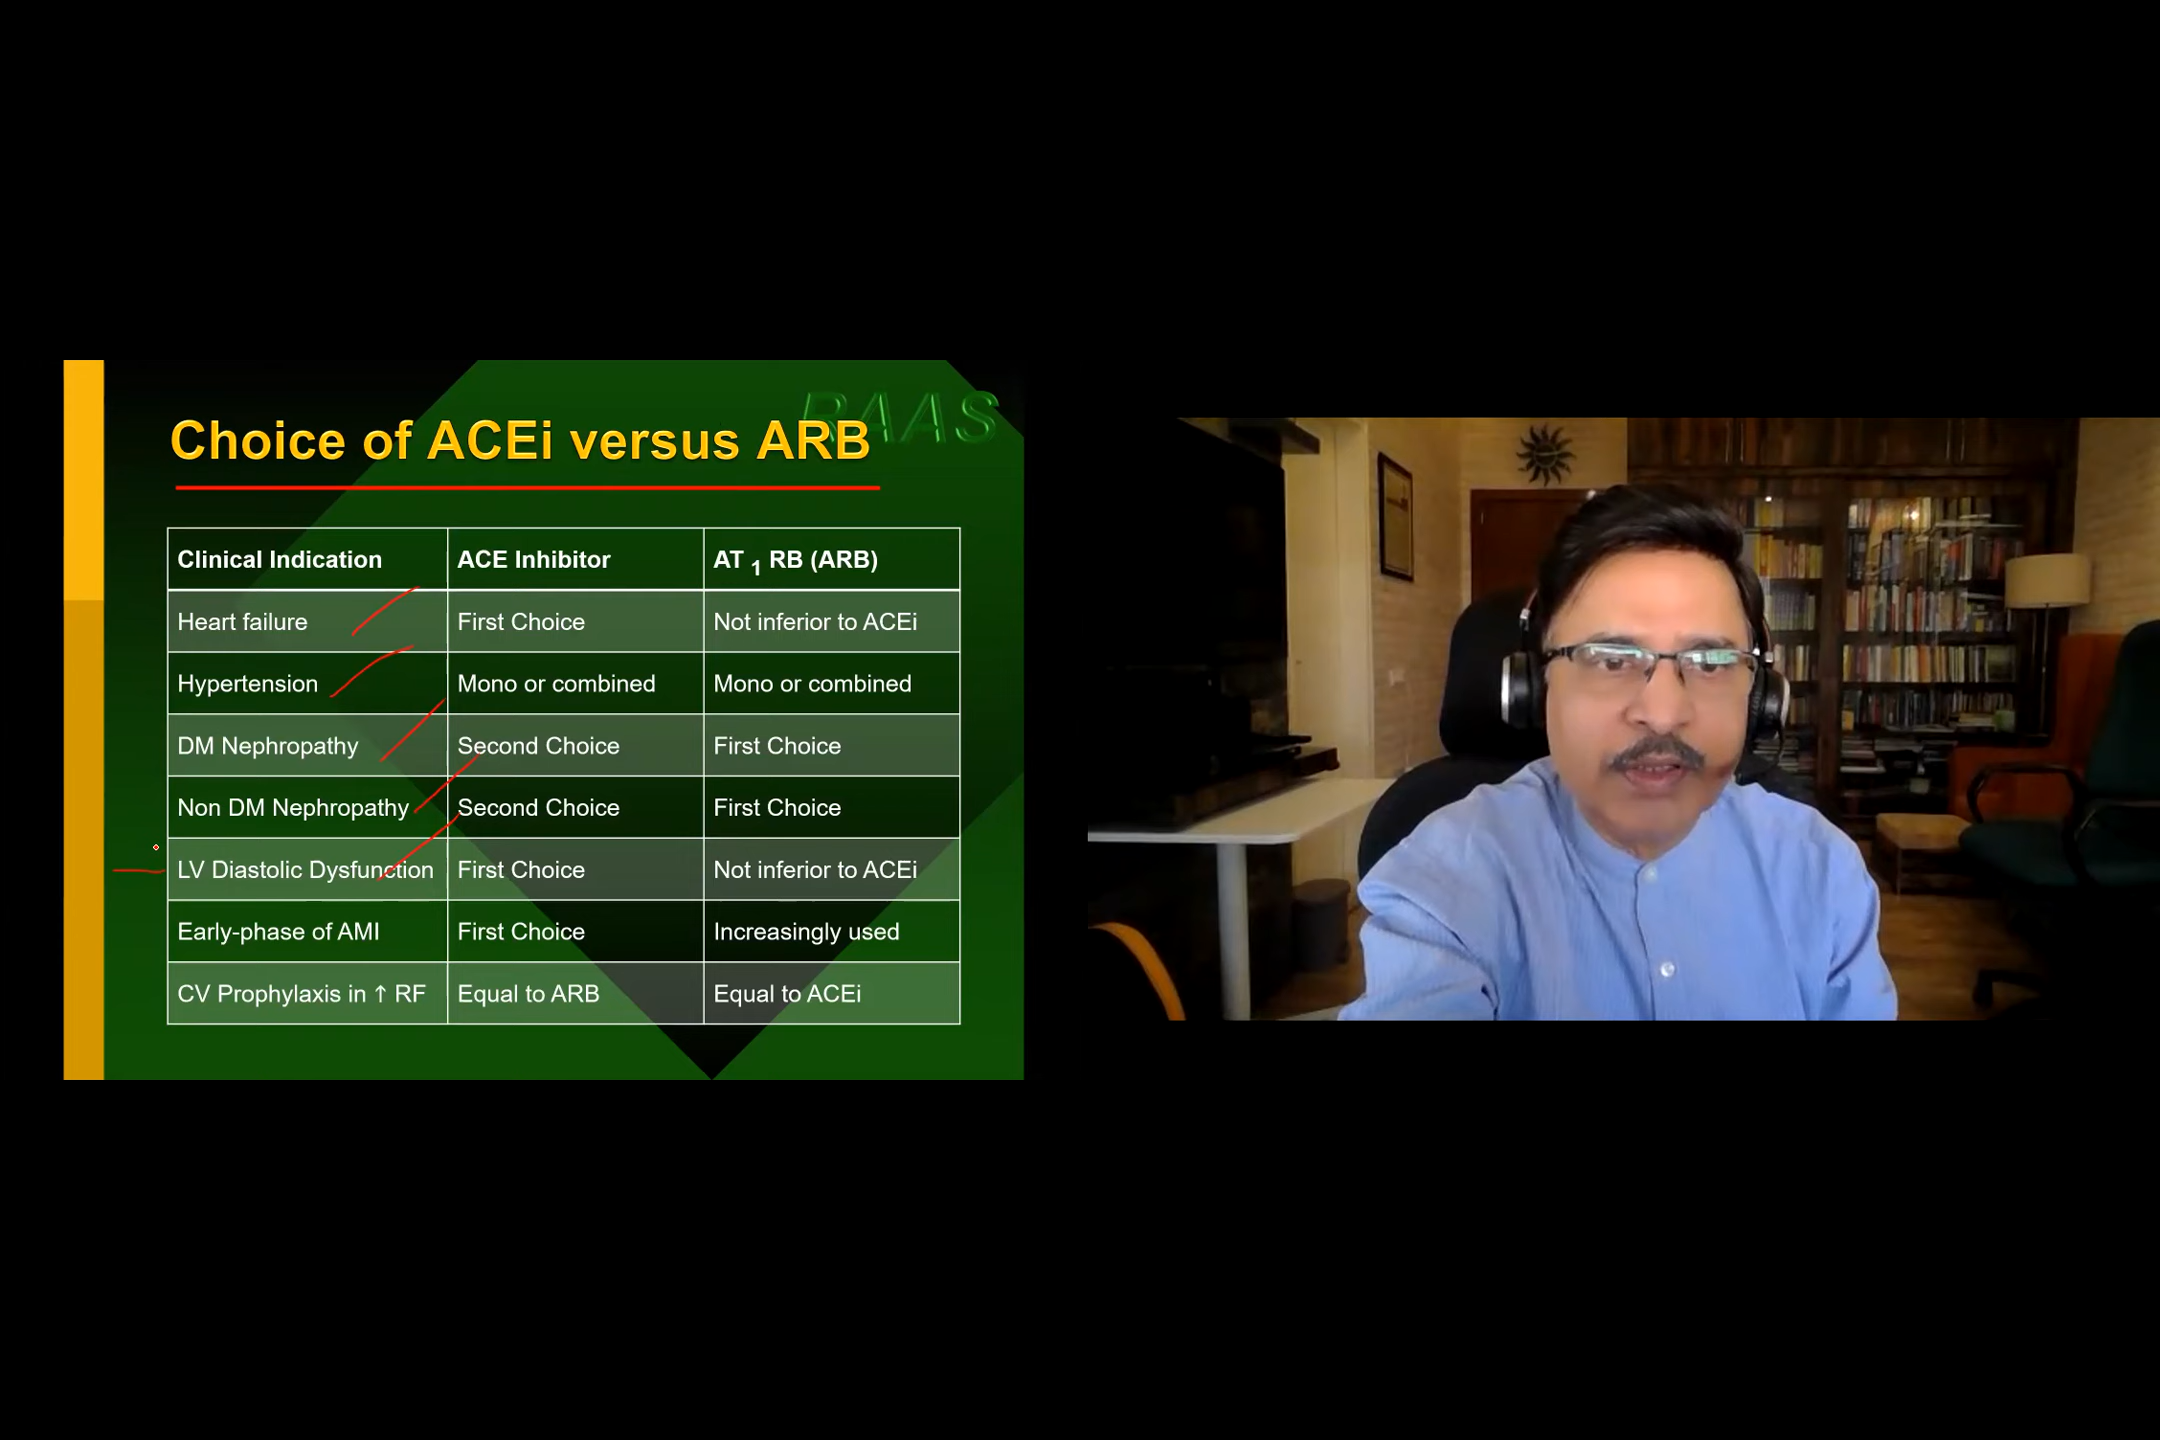 RAAS
Choice of ACEi versus ARB
Clinical Indication ACE Inhibitor AT 1 RB (ARB)
Heart failure First Choice Not inferior to ACEi
Hypertension Mono or combined Mono or combined
DM Nephropathy Second Choice First Choice
Non DM Nephropathy Second Choice First Choice
LV Diastolic Dysfunction First Choice Not inferior to ACEi
Early-phase of AMI First Choice Increasingly used
CV Prophylaxis in ↑ RF Equal to ARB Equal to ACEi